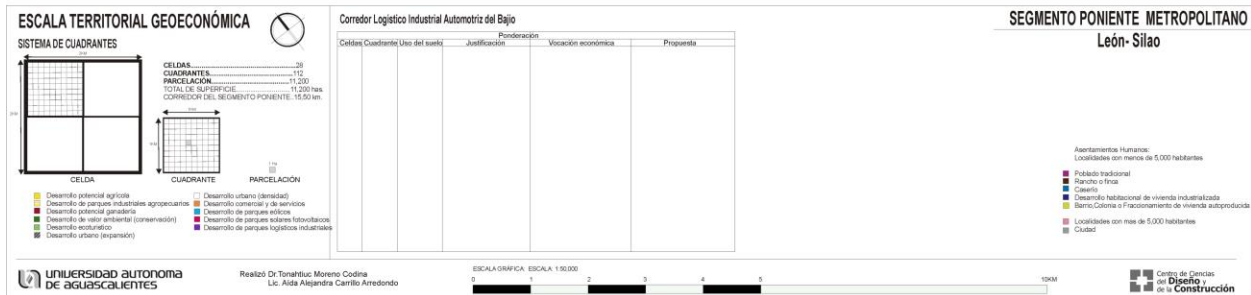 ESCALA TERRITORIAL GEOECONÓMICA
SISTEMA DE CUADRANTES
CELDAS..................................................28
CUADRANTES........................................112
PARCELACIÓN.....................................11,200
TOTAL DE SUPERFICIE.........................11,200 has.
CORREDOR DEL SEGMENTO PONIENTE..15.50 km.
CELDA
CUADRANTE
1 ha
PARCELACIÓN
Desarrollo potencial agrícola
Desarrollo de parques industriales agropecuarios
Desarrollo potencial ganadería
Desarrollo de valor ambiental (conservación)
Desarrollo ecoturistico
Desarrollo urbano (expansión)
Desarrollo urbano (densidad)
Desarrollo comercial y de servicios
Desarrollo de parques eólicos
Desarrollo de parques solares fotovoltaicos
Desarrollo de parques logísticos industriales
Corredor Logistico Industrial Automotriz del Bajio
Ponderación
Celdas Cuadrante Uso del suelo Justificación Vocación económica Propuesta
SEGMENTO PONIENTE METROPOLITANO
León- Silao
Asentamientos Humanos:
Localidades con menos de 5,000 habitantes
Poblado tradicional
Rancho o finca
Caserío
Desarrollo habitacional de vivienda industrializada
Barrio,Colonia o Fraccionamiento de vivienda autoproducida
Localidades con mas de 5,000 habitantes
Ciudad
UNIVERSIDAD AUTONOMA
DE AGUASCALIENTES
Realizó Dr.Tonahtiuc Moreno Codina
Lic. Aida Alejandra Carrillo Arredondo
ESCALA GRÁFICA: ESCALA: 1:50,000
0 1 2 3 4 5 10KM
Centro de Ciencias
del Diseño y
de la Construcción